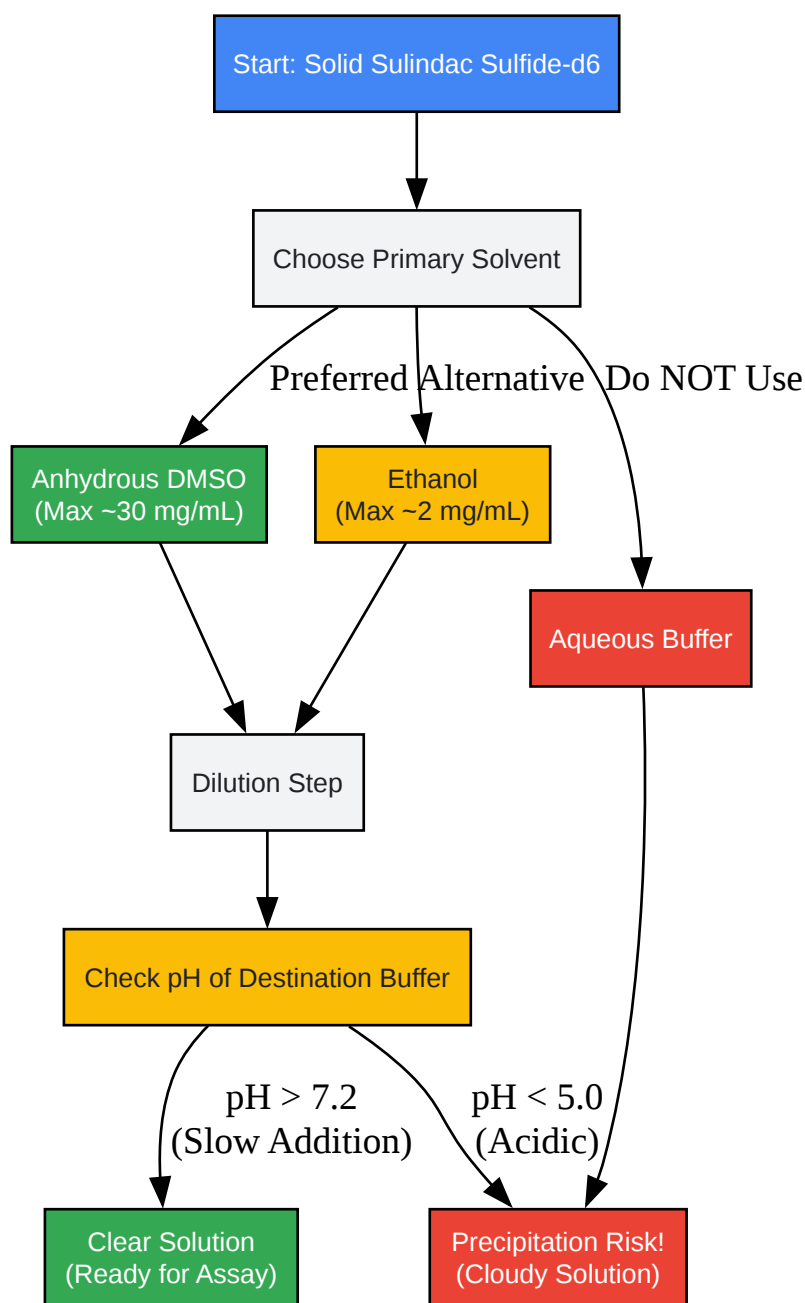 Start: Solid Sulindac Sulfide-d6
Choose Primary Solvent
Preferred
Alternative
Do NOT Use
Anhydrous DMSO
(Max ~30 mg/mL)
Ethanol
(Max ~2 mg/mL)
Aqueous Buffer
Dilution Step
Check pH of Destination Buffer
pH > 7.2
(Slow Addition)
pH < 5.0
(Acidic)
Clear Solution
(Ready for Assay)
Precipitation Risk!
(Cloudy Solution)